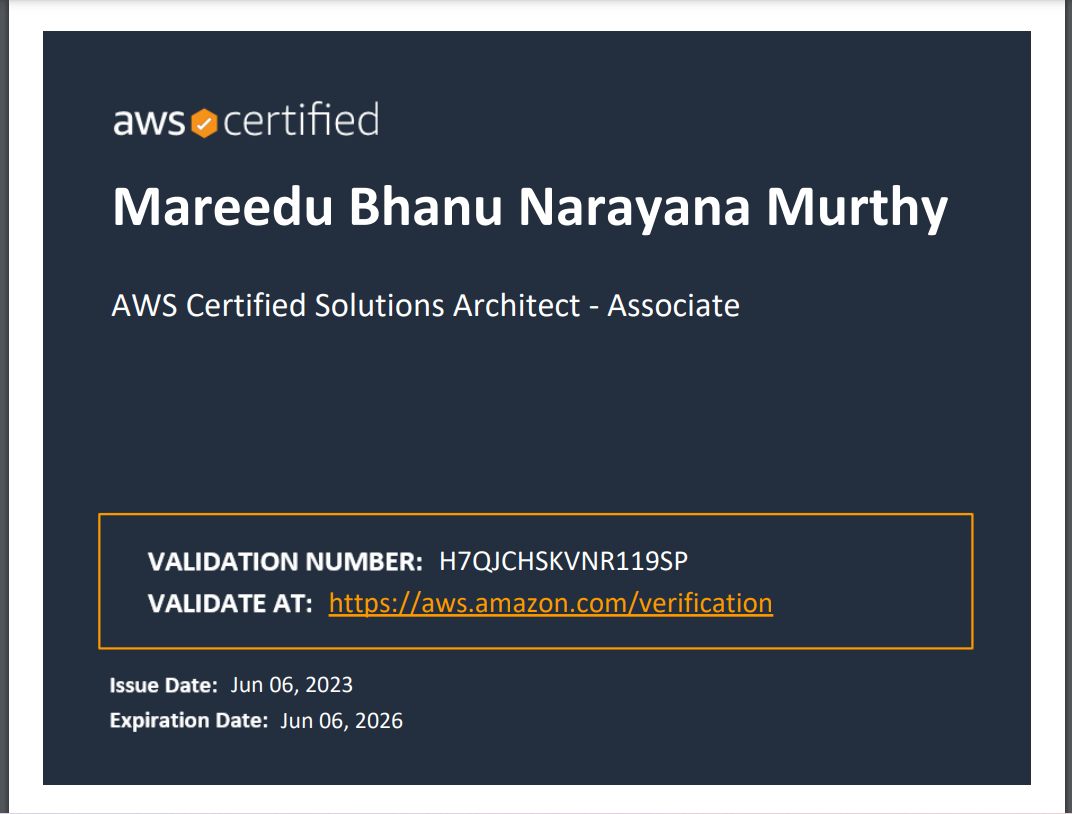 aws certified
Mareedu Bhanu Narayana Murthy
AWS Certified Solutions Architect - Associate
VALIDATION NUMBER: H7QJCHSKVNR119SP
VALIDATE AT: https://aws.amazon.com/verification
Issue Date: Jun 06, 2023
Expiration Date: Jun 06, 2026